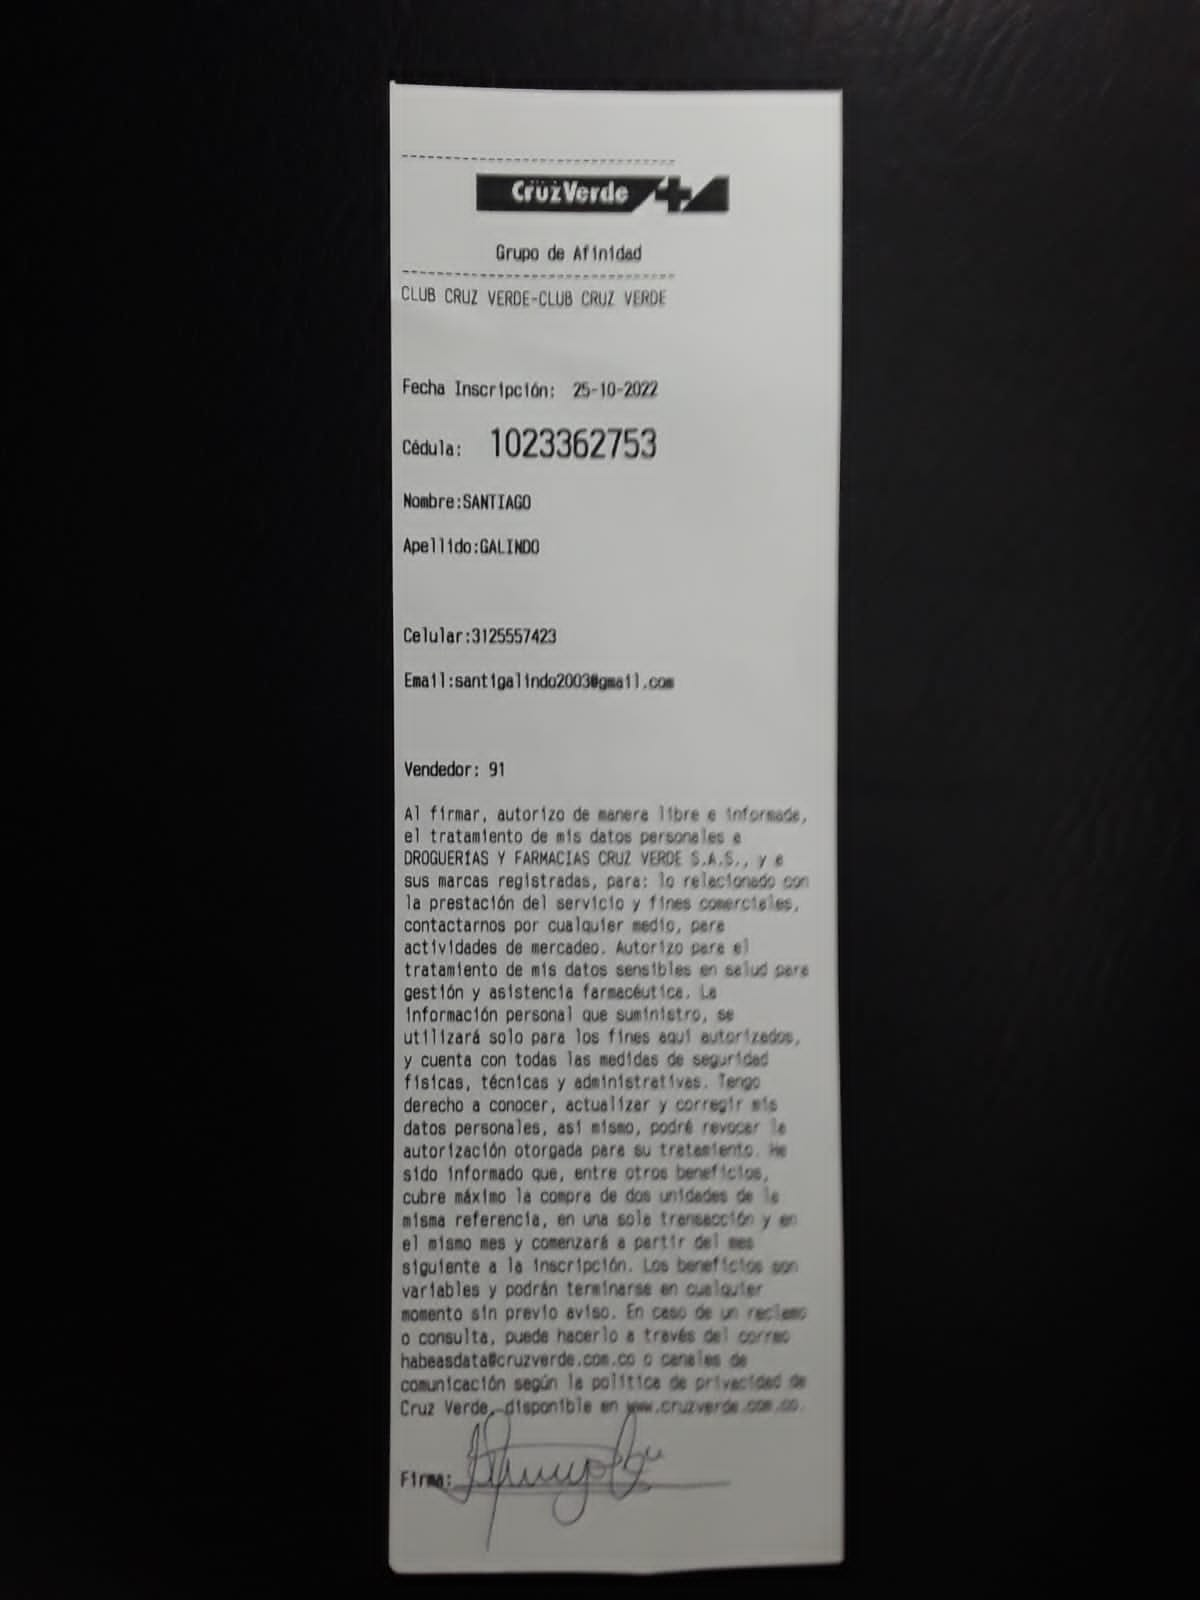 CruzVerde
Grupo de Afinidad
CLUB CRUZ VERDE-CLUB CRUZ VERDE
Fecha Inscripción: 25-10-2022
Cédula: 1023362753
Nombre:SANTIAGO
Apellido:GALINDO
Celular:3125557423
Email:santigalindo2003@gmail.com
Vendedor: 91
Al firmar, autorizo de manera libre e informada,
el tratamiento de mis datos personales a
DROGUERÍAS Y FARMACIAS CRUZ VERDE S.A.S., y a
sus marcas registradas, para: lo relacionado con
la prestación del servicio y fines comerciales,
contactarnos por cualquier medio, para
actividades de mercadeo. Autorizo para el
tratamiento de mis datos sensibles en salud para
gestión y asistencia farmacéutica. La
información personal que suministro, se
utilizará solo para los fines aquí autorizados,
y cuenta con todas las medidas de seguridad
físicas, técnicas y administrativas. Tengo
derecho a conocer, actualizar y corregir mis
datos personales, así mismo, podré revocar la
autorización otorgada para su tratamiento. He
sido informado que, entre otros beneficios,
cubre máximo la compra de dos unidades de la
misma referencia, en una sola transacción y en
el mismo mes y comenzará a partir del mes
siguiente a la inscripción. Los beneficios son
variables y podrán terminarse en cualquier
momento sin previo aviso. En caso de un reclamo
o consulta, puede hacerlo a través del correo
habeasdata@cruzverde.com.co o canales de
comunicación según la política de privacidad de
Cruz Verde, disponible en www.cruzverde.com.co.
Firma: